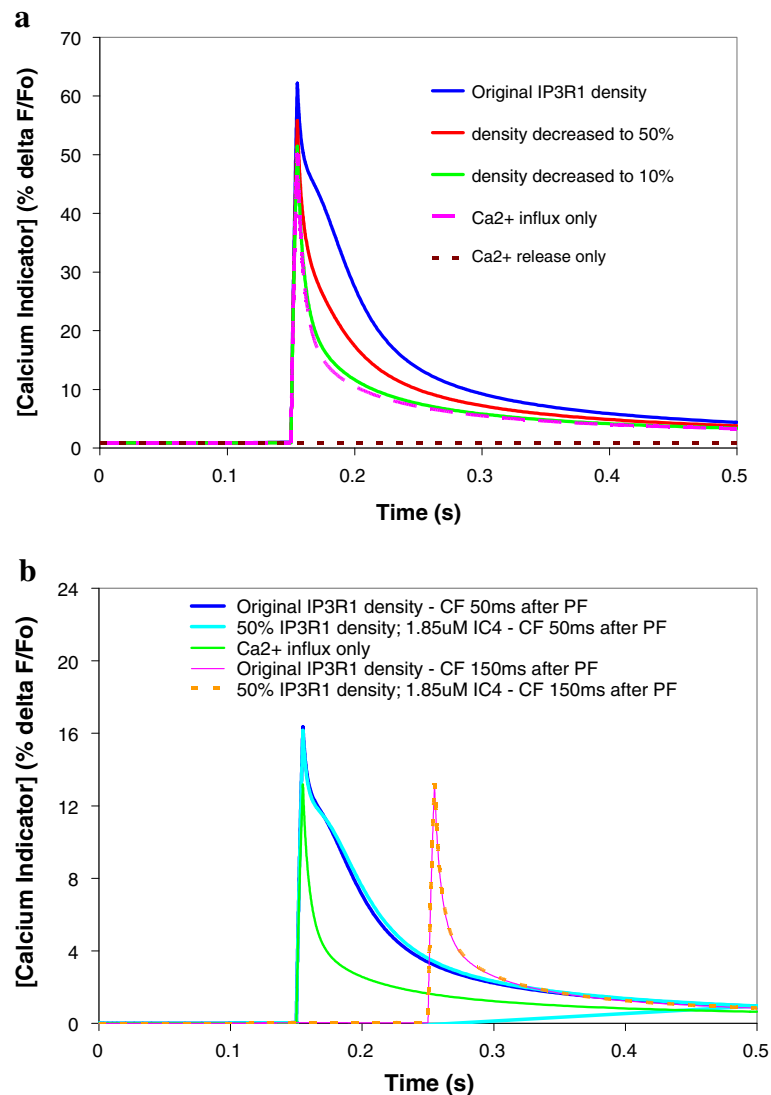 a
[Calcium Indicator] (% delta F/Fo)
70
60
50
40
30
20
10
0
Original IP3R1 density
density decreased to 50%
density decreased to 10%
Ca2+ influx only
Ca2+ release only
0
0.1
0.2
0.3
0.4
0.5
Time (s)
b
[Calcium Indicator] (% delta F/Fo)
24
20
16
12
8
4
0
Original IP3R1 density - CF 50ms after PF
50% IP3R1 density; 1.85uM IC4 - CF 50ms after PF
Ca2+ influx only
Original IP3R1 density - CF 150ms after PF
50% IP3R1 density; 1.85uM IC4 - CF 150ms after PF
0
0.1
0.2
0.3
0.4
0.5
Time (s)